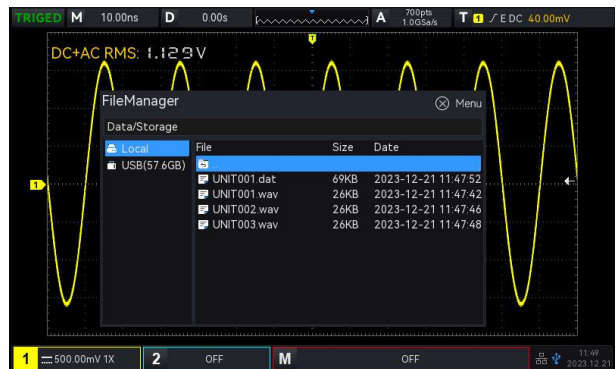 TRIGED M 10.00ns D 0.00s A 700pts 1.0GSa/s T 1 E DC 40.00mV
T
DC+AC RMS: 1.129V
FileManager Menu
Data/Storage
Local File Size Date
USB(57.6GB) ..
UNIT001.dat 69KB 2023-12-21 11:47:52
UNIT001.wav 26KB 2023-12-21 11:47:42
UNIT002.wav 26KB 2023-12-21 11:47:46
UNIT003.wav 26KB 2023-12-21 11:47:48
1
1 500.00mV 1X 2 OFF M OFF 11:49
2023.12.21